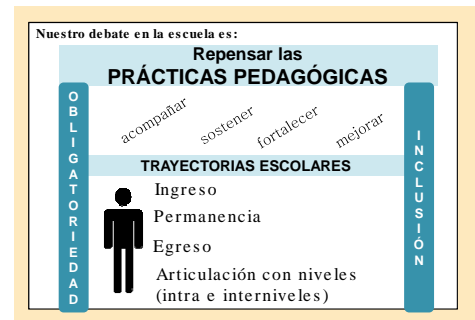 Nuestro debate en la escuela es:
Repensar las
PRÁCTICAS PEDAGÓGICAS
OBLIGATORIEDAD
acompañar sostener fortalecer mejorar
TRAYECTORIAS ESCOLARES
Ingreso
Permanencia
Egreso
Articulación con niveles
(intra e interniveles)
INCLUSIÓN